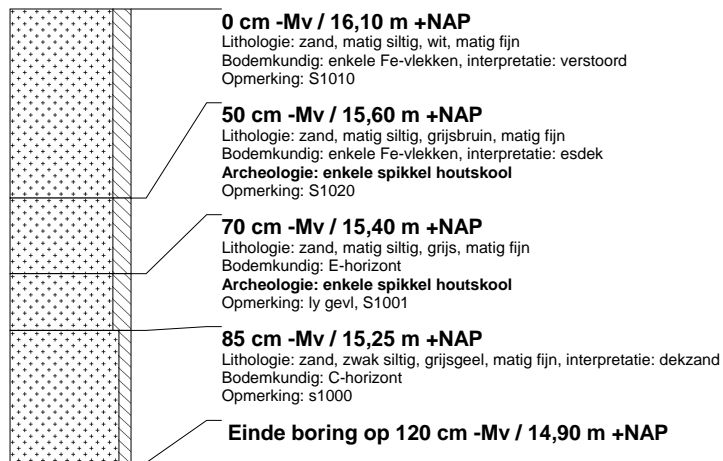 0 cm -Mv / 16,10 m +NAP
Lithologie: zand, matig siltig, wit, matig fijn
Bodemkundig: enkele Fe-vlekken, interpretatie: verstoord
Opmerking: S1010
50 cm -Mv / 15,60 m +NAP
Lithologie: zand, matig siltig, grijsbruin, matig fijn
Bodemkundig: enkele Fe-vlekken, interpretatie: esdek
Archeologie: enkele spikkel houtskool
Opmerking: S1020
70 cm -Mv / 15,40 m +NAP
Lithologie: zand, matig siltig, grijs, matig fijn
Bodemkundig: E-horizont
Archeologie: enkele spikkel houtskool
Opmerking: ly gevl, S1001
85 cm -Mv / 15,25 m +NAP
Lithologie: zand, zwak siltig, grijsgeel, matig fijn, interpretatie: dekzand
Bodemkundig: C-horizont
Opmerking: s1000
Einde boring op 120 cm -Mv / 14,90 m +NAP